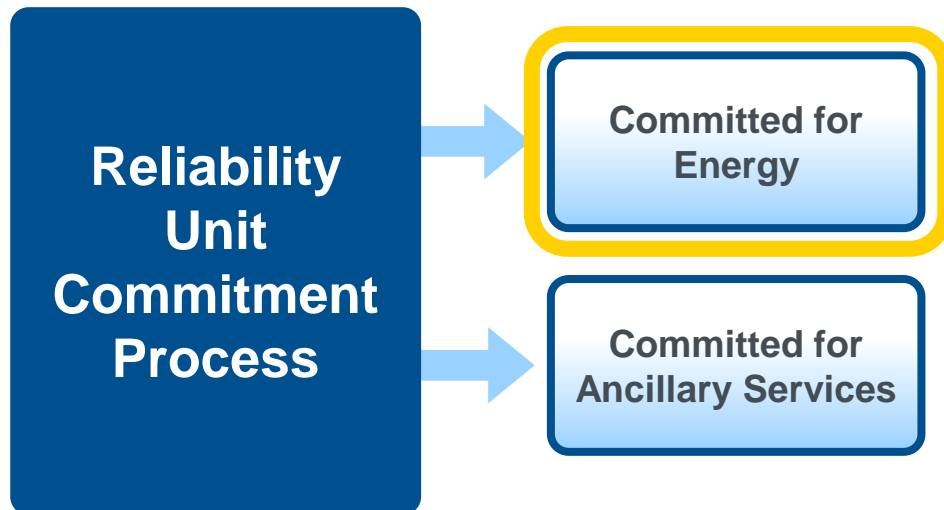 Reliability
Unit
Commitment
Process
Committed for
Energy
Committed for
Ancillary Services